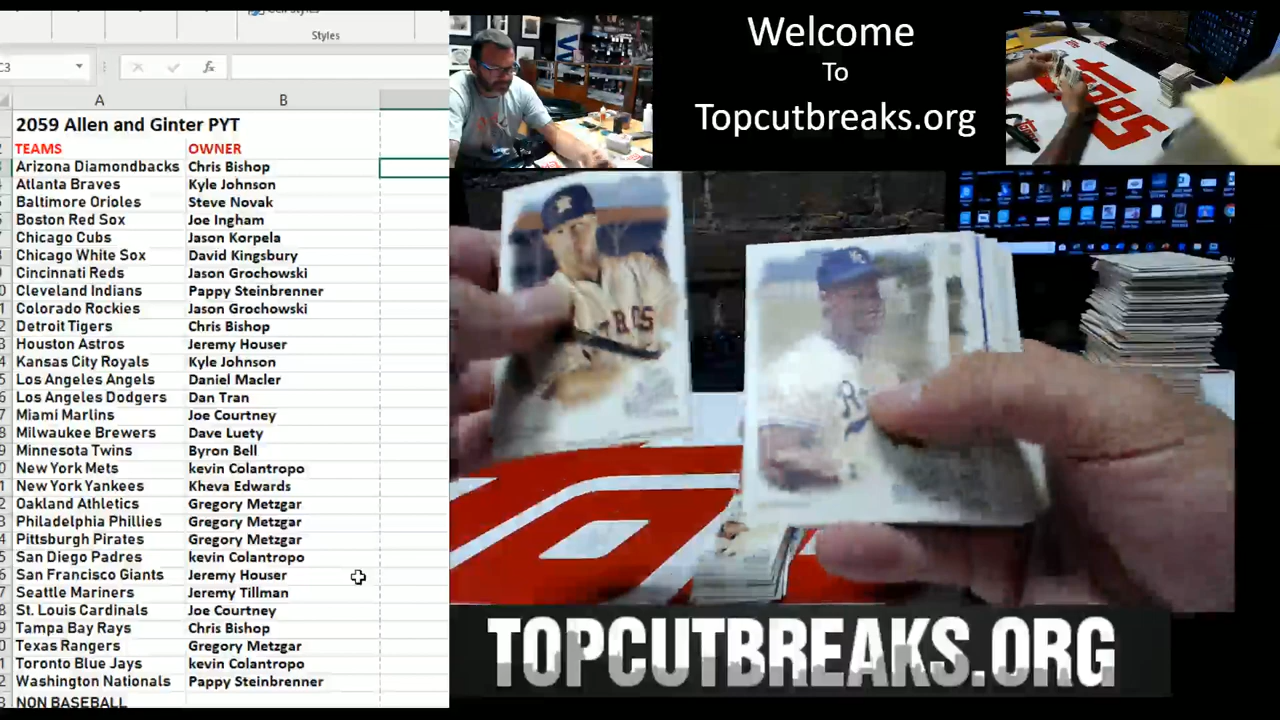 Styles
C3
fx
A B
2059 Allen and Ginter PYT
TEAMS OWNER
Arizona Diamondbacks Chris Bishop
Atlanta Braves Kyle Johnson
Baltimore Orioles Steve Novak
Boston Red Sox Joe Ingham
Chicago Cubs Jason Korpela
Chicago White Sox David Kingsbury
Cincinnati Reds Jason Grochowski
Cleveland Indians Pappy Steinbrenner
Colorado Rockies Jason Grochowski
Detroit Tigers Chris Bishop
Houston Astros Jeremy Houser
Kansas City Royals Kyle Johnson
Los Angeles Angels Daniel Macler
Los Angeles Dodgers Dan Tran
Miami Marlins Joe Courtney
Milwaukee Brewers Dave Luety
Minnesota Twins Byron Bell
New York Mets kevin Colantropo
New York Yankees Kheva Edwards
Oakland Athletics Gregory Metzgar
Philadelphia Phillies Gregory Metzgar
Pittsburgh Pirates Gregory Metzgar
San Diego Padres kevin Colantropo
San Francisco Giants Jeremy Houser
Seattle Mariners Jeremy Tillman
St. Louis Cardinals Joe Courtney
Tampa Bay Rays Chris Bishop
Texas Rangers Gregory Metzgar
Toronto Blue Jays kevin Colantropo
Washington Nationals Pappy Steinbrenner
NON BASEBALL
Welcome
To
Topcutbreaks.org
topps
TOPCUTBREAKS.ORG